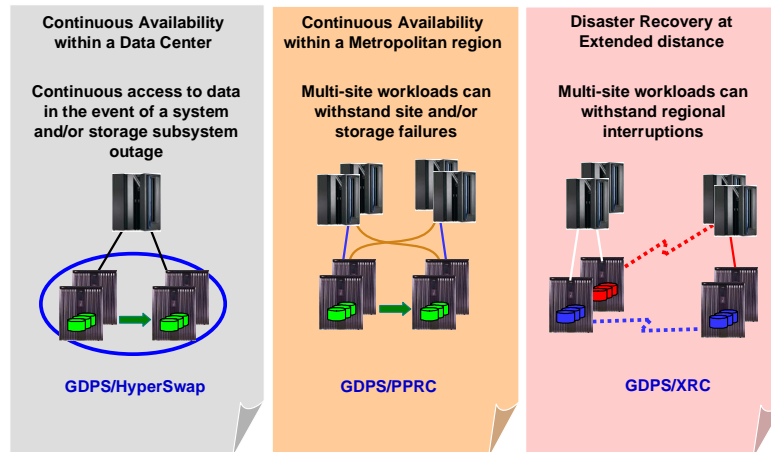 Continuous Availability
within a Data Center
Continuous access to data
in the event of a system
and/or storage subsystem
outage
GDPS/HyperSwap
Continuous Availability
within a Metropolitan region
Multi-site workloads can
withstand site and/or
storage failures
GDPS/PPRC
Disaster Recovery at
Extended distance
Multi-site workloads can
withstand regional
interruptions
GDPS/XRC